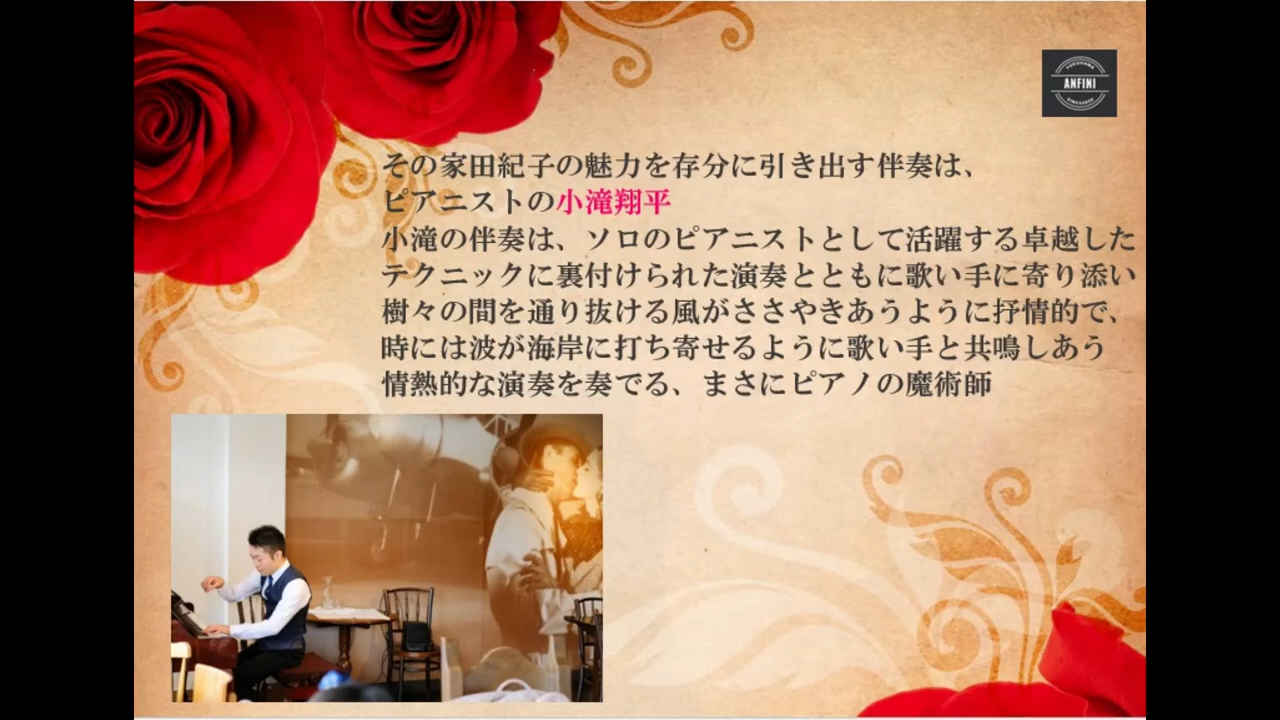 YOKOHAMA
ANFINI
その家田紀子の魅力を存分に引き出す伴奏は、
ピアニストの小滝翔平
小滝の伴奏は、ソロのピアニストとして活躍する卓越した
テクニックに裏付けられた演奏とともに歌い手に寄り添い
樹々の間を通り抜ける風がささやきあうように抒情的で、
時には波が海岸に打ち寄せるように歌い手と共鳴しあう
情熱的な演奏を奏でる、まさにピアノの魔術師